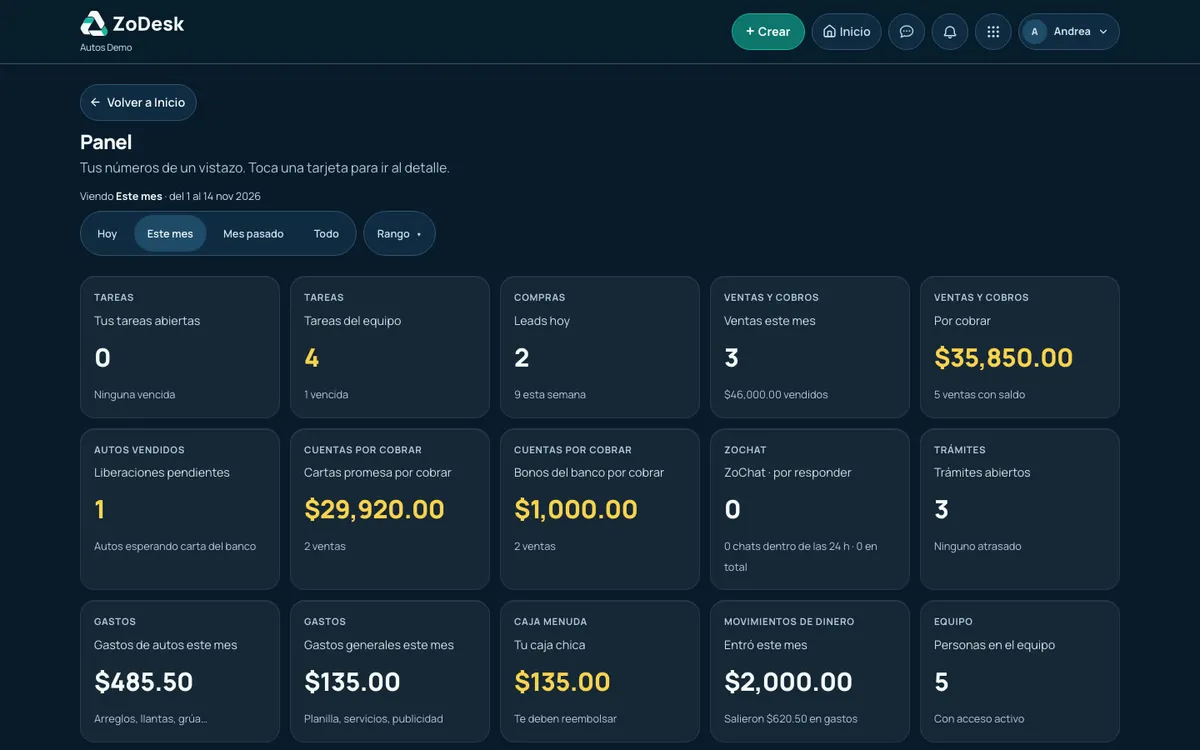 ZoDesk
Autos Demo
+ Crear
Inicio
A
Andrea
← Volver a Inicio
Panel
Tus números de un vistazo. Toca una tarjeta para ir al detalle.
Viendo Este mes · del 1 al 14 nov 2026
Hoy
Este mes
Mes pasado
Todo
Rango
TAREAS
Tus tareas abiertas
0
Ninguna vencida
TAREAS
Tareas del equipo
4
1 vencida
COMPRAS
Leads hoy
2
9 esta semana
VENTAS Y COBROS
Ventas este mes
3
$46,000.00 vendidos
VENTAS Y COBROS
Por cobrar
$35,850.00
5 ventas con saldo
AUTOS VENDIDOS
Liberaciones pendientes
1
Autos esperando carta del banco
CUENTAS POR COBRAR
Cartas promesa por cobrar
$29,920.00
2 ventas
CUENTAS POR COBRAR
Bonos del banco por cobrar
$1,000.00
2 ventas
ZOCHAT
ZoChat · por responder
0
0 chats dentro de las 24 h · 0 en
total
TRÁMITES
Trámites abiertos
3
Ninguno atrasado
GASTOS
Gastos de autos este mes
$485.50
Arreglos, llantas, grúa…
GASTOS
Gastos generales este mes
$135.00
Planilla, servicios, publicidad
CAJA MENUDA
Tu caja chica
$135.00
Te deben reembolsar
MOVIMIENTOS DE DINERO
Entró este mes
$2,000.00
Salieron $620.50 en gastos
EQUIPO
Personas en el equipo
5
Con acceso activo